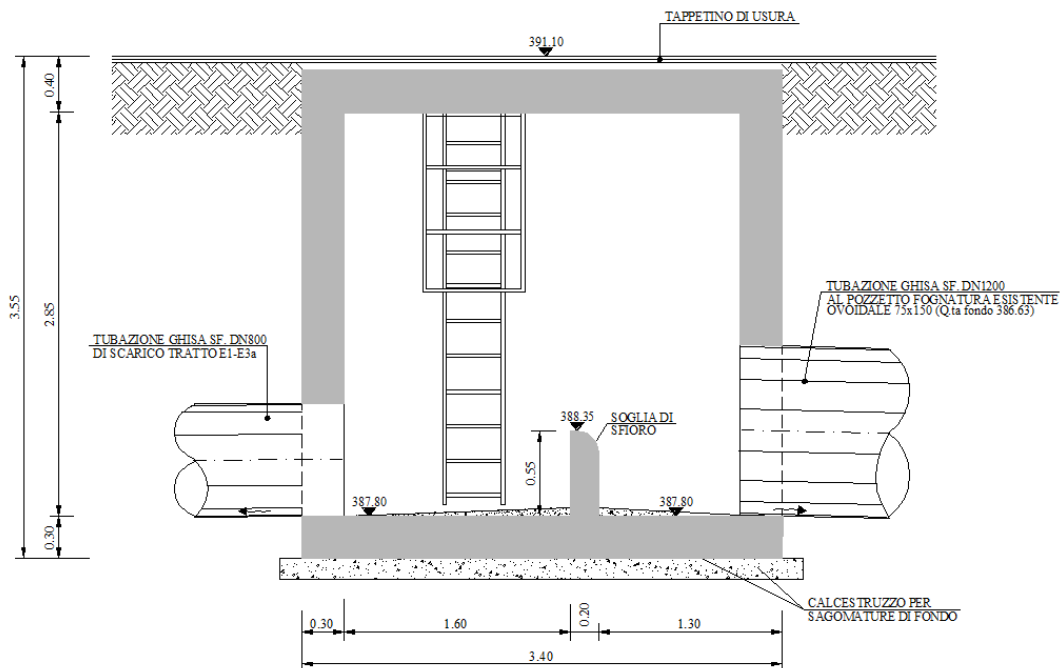 TAPPETINO DI USURA
391.10
0.40
3.55
2.85
TUBAZIONE GHISA SF. DN1200
AL POZZETTO FOGNATURA ESISTENTE
OVOIDALE 75x150 (Q.ta fondo 386.63)
TUBAZIONE GHISA SF. DN800
DI SCARICO TRATTO E1-E3a
388.35
SOGLIA DI
SFIORO
0.55
387.80
387.80
0.30
CALCESTRUZZO PER
SAGOMATURE DI FONDO
0.30
1.60
0.20
1.30
3.40